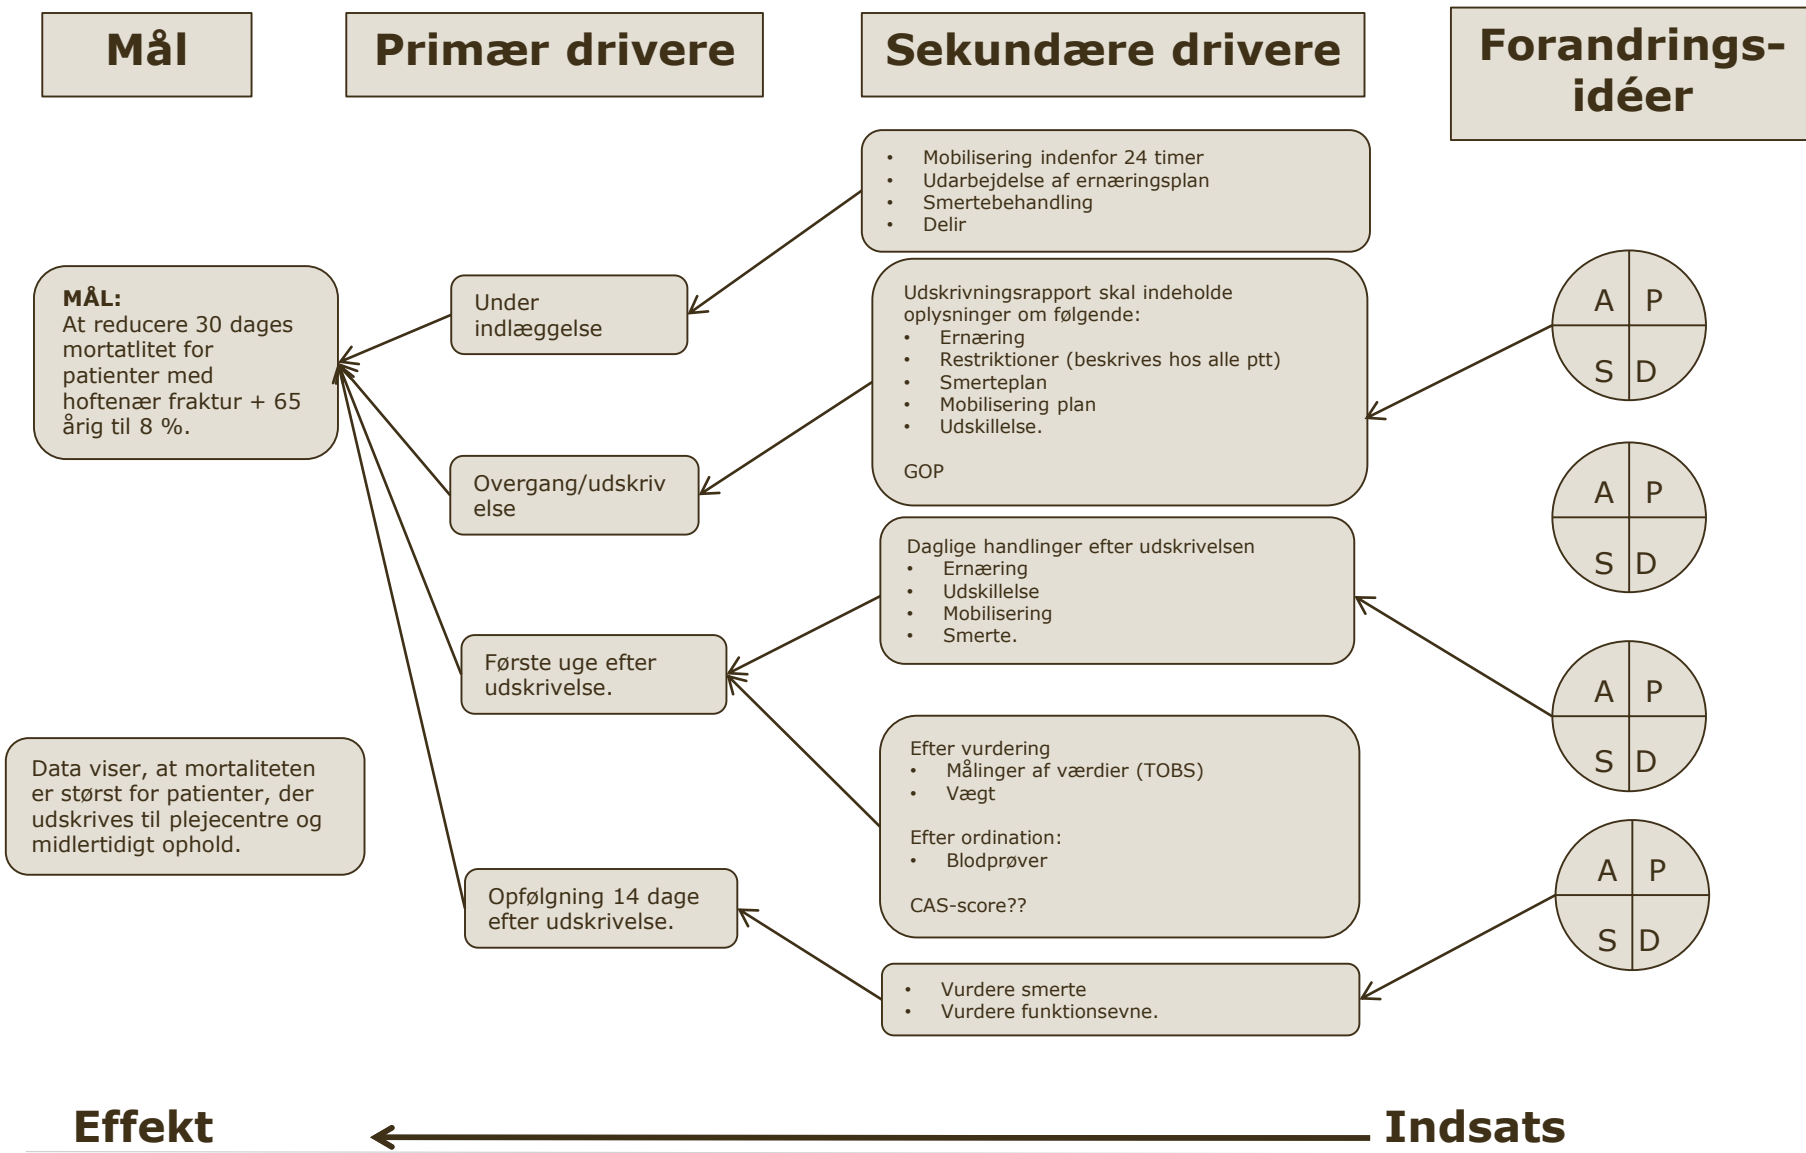 Mål
Primær drivere
Sekundære drivere
Forandrings-
idéer
MÅL:
At reducere 30 dages
mortatlitet for
patienter med
hoftenær fraktur + 65
årig til 8 %.
Data viser, at mortaliteten
er størst for patienter, der
udskrives til plejecentre og
midlertidigt ophold.
Under
indlæggelse
Overgang/udskriv
else
Første uge efter
udskrivelse.
Opfølgning 14 dage
efter udskrivelse.
• Mobilisering indenfor 24 timer
• Udarbejdelse af ernæringsplan
• Smertebehandling
• Delir
Udskrivningsrapport skal indeholde
oplysninger om følgende:
• Ernæring
• Restriktioner (beskrives hos alle ptt)
• Smerteplan
• Mobilisering plan
• Udskillelse.
GOP
Daglige handlinger efter udskrivelsen
• Ernæring
• Udskillelse
• Mobilisering
• Smerte.
Efter vurdering
• Målinger af værdier (TOBS)
• Vægt
Efter ordination:
• Blodprøver
CAS-score??
• Vurdere smerte
• Vurdere funktionsevne.
A P
S D
A P
S D
A P
S D
A P
S D
Effekt
Indsats